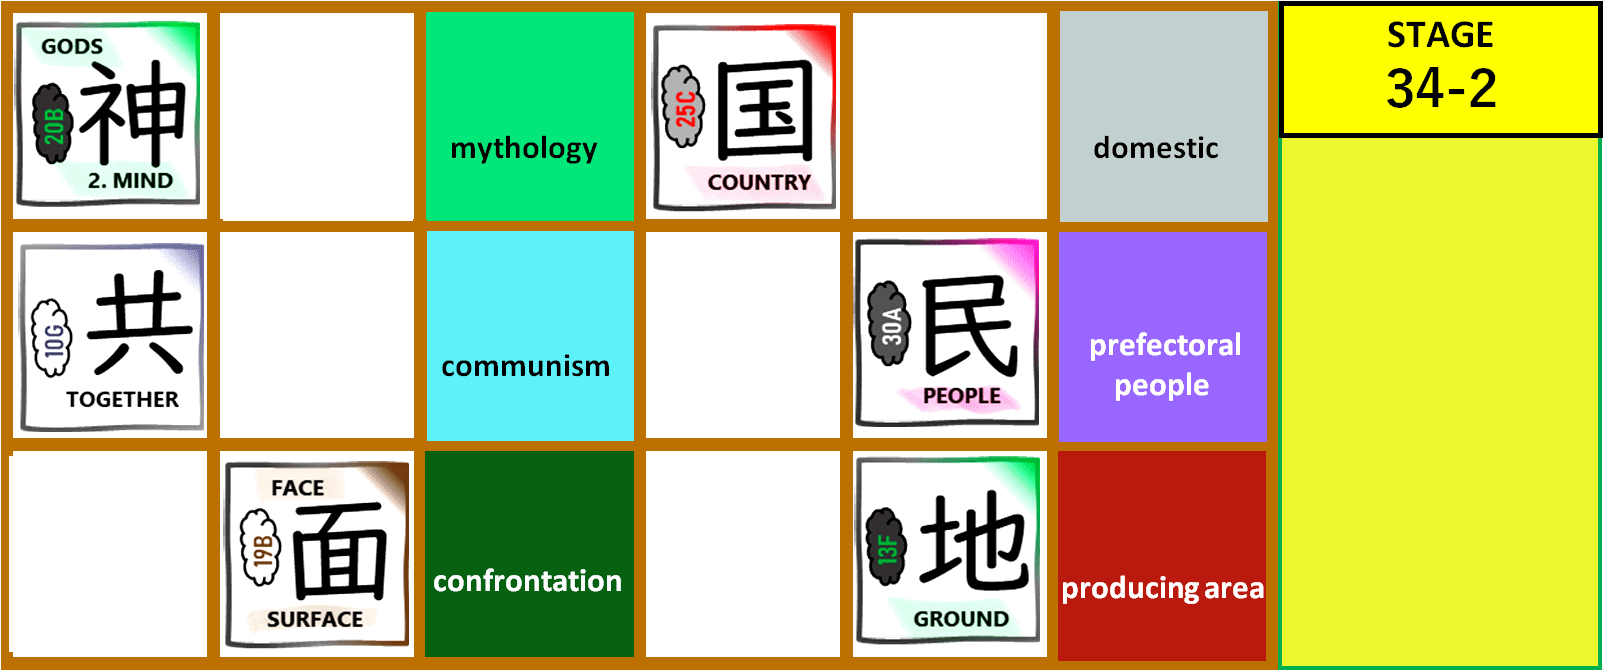 GODS
神
20B
2. MIND
mythology
国
25C
COUNTRY
domestic
STAGE
34-2
共
10G
TOGETHER
communism
民
30A
PEOPLE
prefectoral
people
FACE
面
19B
SURFACE
confrontation
地
13F
GROUND
producing area